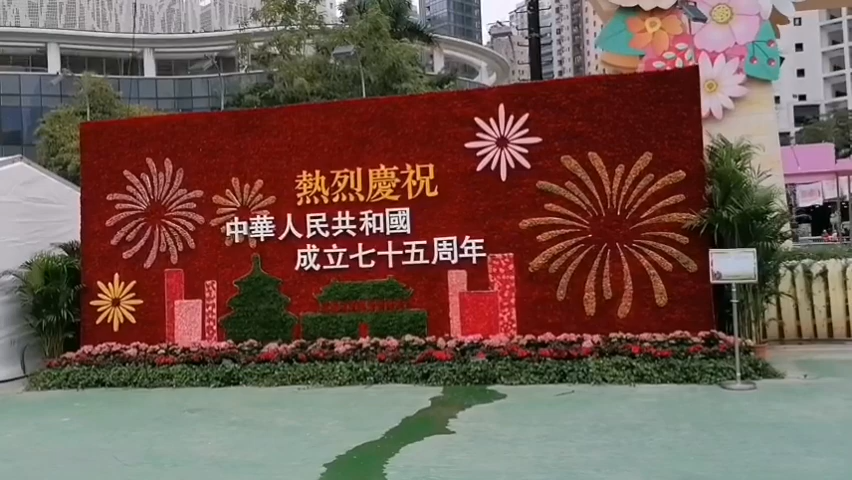 熱烈慶祝
中華人民共和國
成立七十五周年